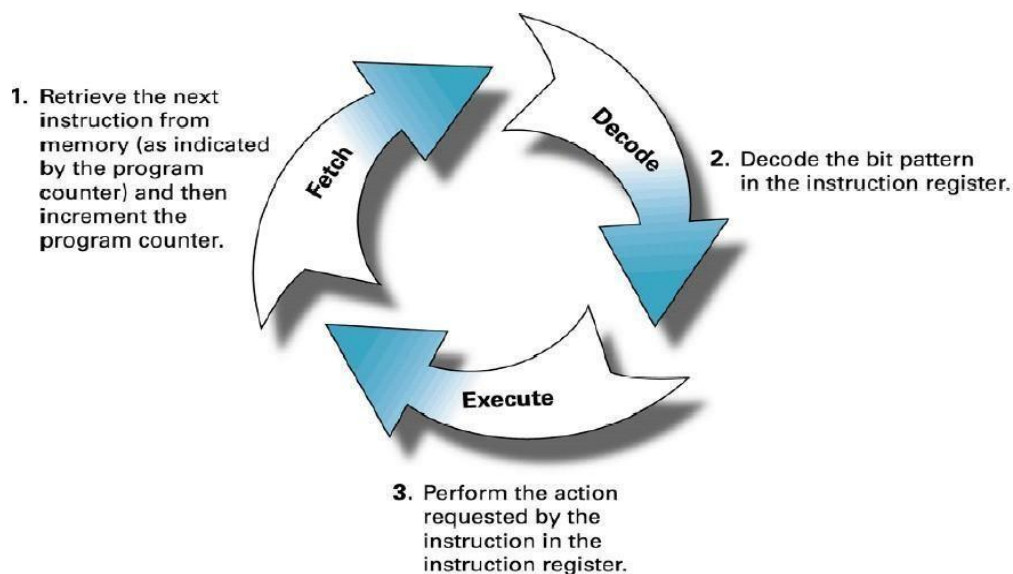 1. Retrieve the next
instruction from
memory (as indicated
by the program
counter) and then
increment the
program counter.
Fetch
Decode
2. Decode the bit pattern
in the instruction register.
Execute
3. Perform the action
requested by the
instruction in the
instruction register.